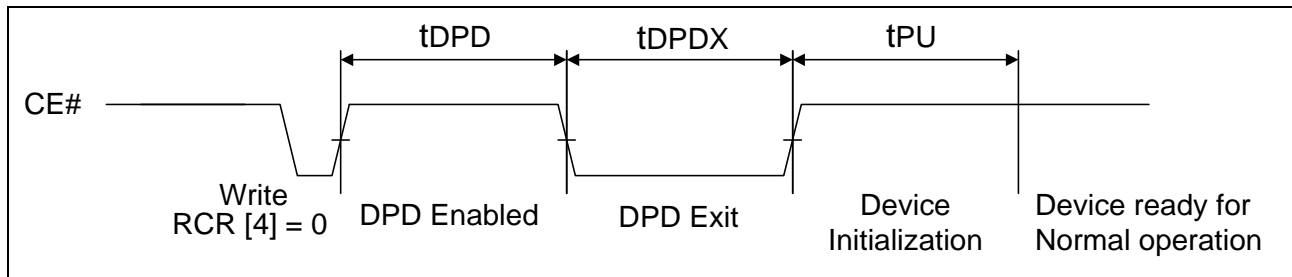 tDPD
tDPDX
tPU
CE#
Write
RCR [4] = 0
DPD Enabled
DPD Exit
Device
Initialization
Device ready for
Normal operation